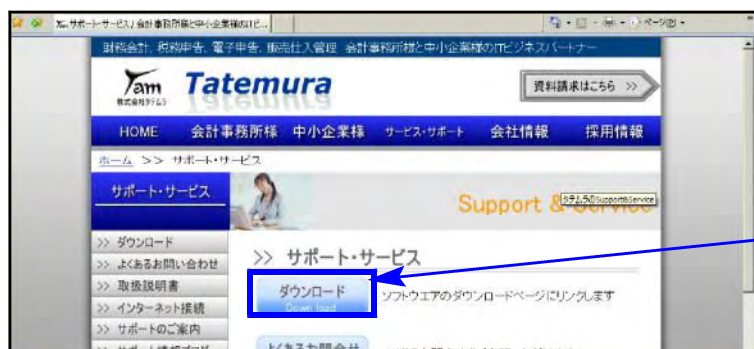 サポート・サービス / 会計事務所様と中小企業様のITビ...
ページ(P)
財務会計、税務申告、電子申告、販売仕入管理 会計事務所様と中小企業様のITビジネスパートナー
Tam
株式会社タテムラ
Tatemura
資料請求はこちら >>
HOME 会計事務所様 中小企業様 サービス・サポート 会社情報 採用情報
ホーム >> サポート・サービス
サポート・サービス
Support & Service
タテムラのSupport&Service
>> ダウンロード
>> よくあるお問い合わせ
>> 取扱説明書
>> インターネット接続
>> サポートのご案内
>> サポート・サービス
ダウンロード
Down load
ソフトウエアのダウンロードページにリンクします
よくあるお問合せ